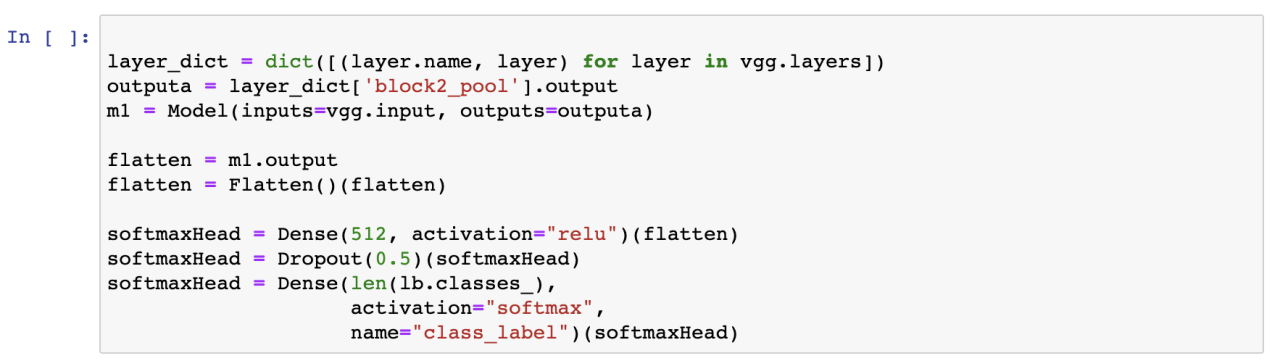 In [ ]:
layer_dict = dict([(layer.name, layer) for layer in vgg.layers])
outputa = layer_dict['block2_pool'].output
m1 = Model(inputs=vgg.input, outputs=outputa)

flatten = m1.output
flatten = Flatten()(flatten)

softmaxHead = Dense(512, activation="relu")(flatten)
softmaxHead = Dropout(0.5)(softmaxHead)
softmaxHead = Dense(len(lb.classes_),
                    activation="softmax",
                    name="class_label")(softmaxHead)